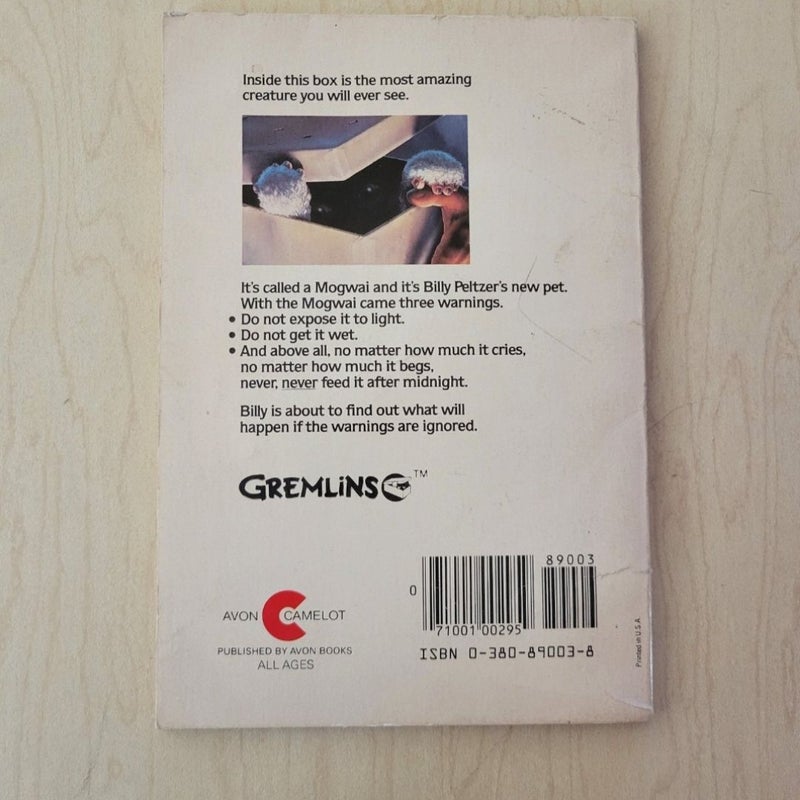 Inside this box is the most amazing
creature you will ever see.
It's called a Mogwai and it's Billy Peltzer's new pet.
With the Mogwai came three warnings.
• Do not expose it to light.
• Do not get it wet.
• And above all, no matter how much it cries,
no matter how much it begs,
never, never feed it after midnight.
Billy is about to find out what will
happen if the warnings are ignored.
GREMLiNS TM
AVON CAMELOT
PUBLISHED BY AVON BOOKS
ALL AGES
89003
0
71001 00295
ISBN 0-380-89003-8
Printed in U.S.A.